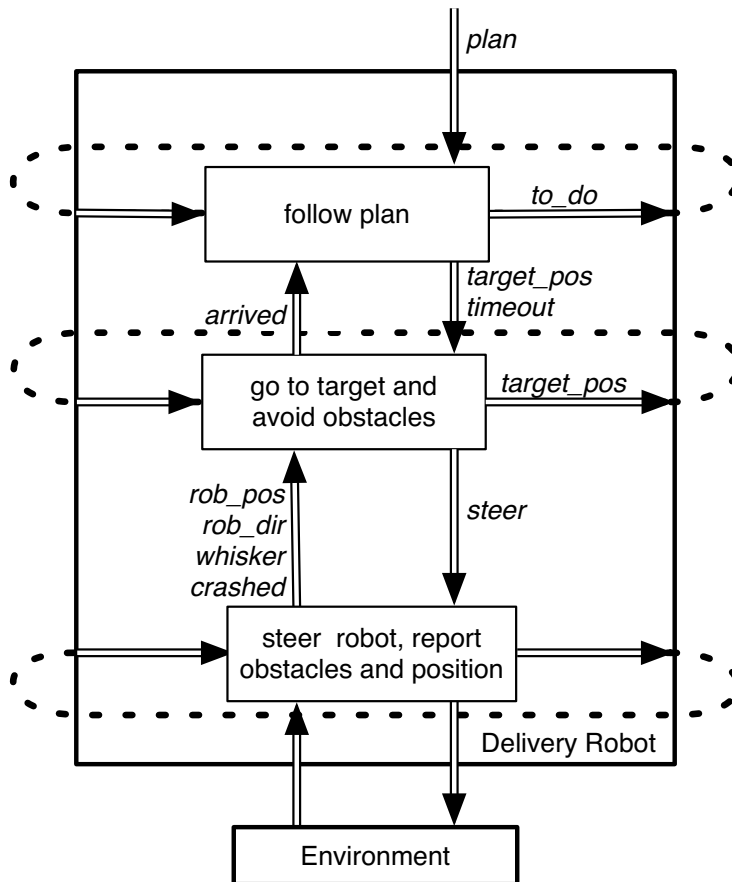 plan
follow plan
to_do
arrived
target_pos
timeout
go to target and
avoid obstacles
target_pos
rob_pos
rob_dir
whisker
crashed
steer
steer robot, report
obstacles and position
Delivery Robot
Environment